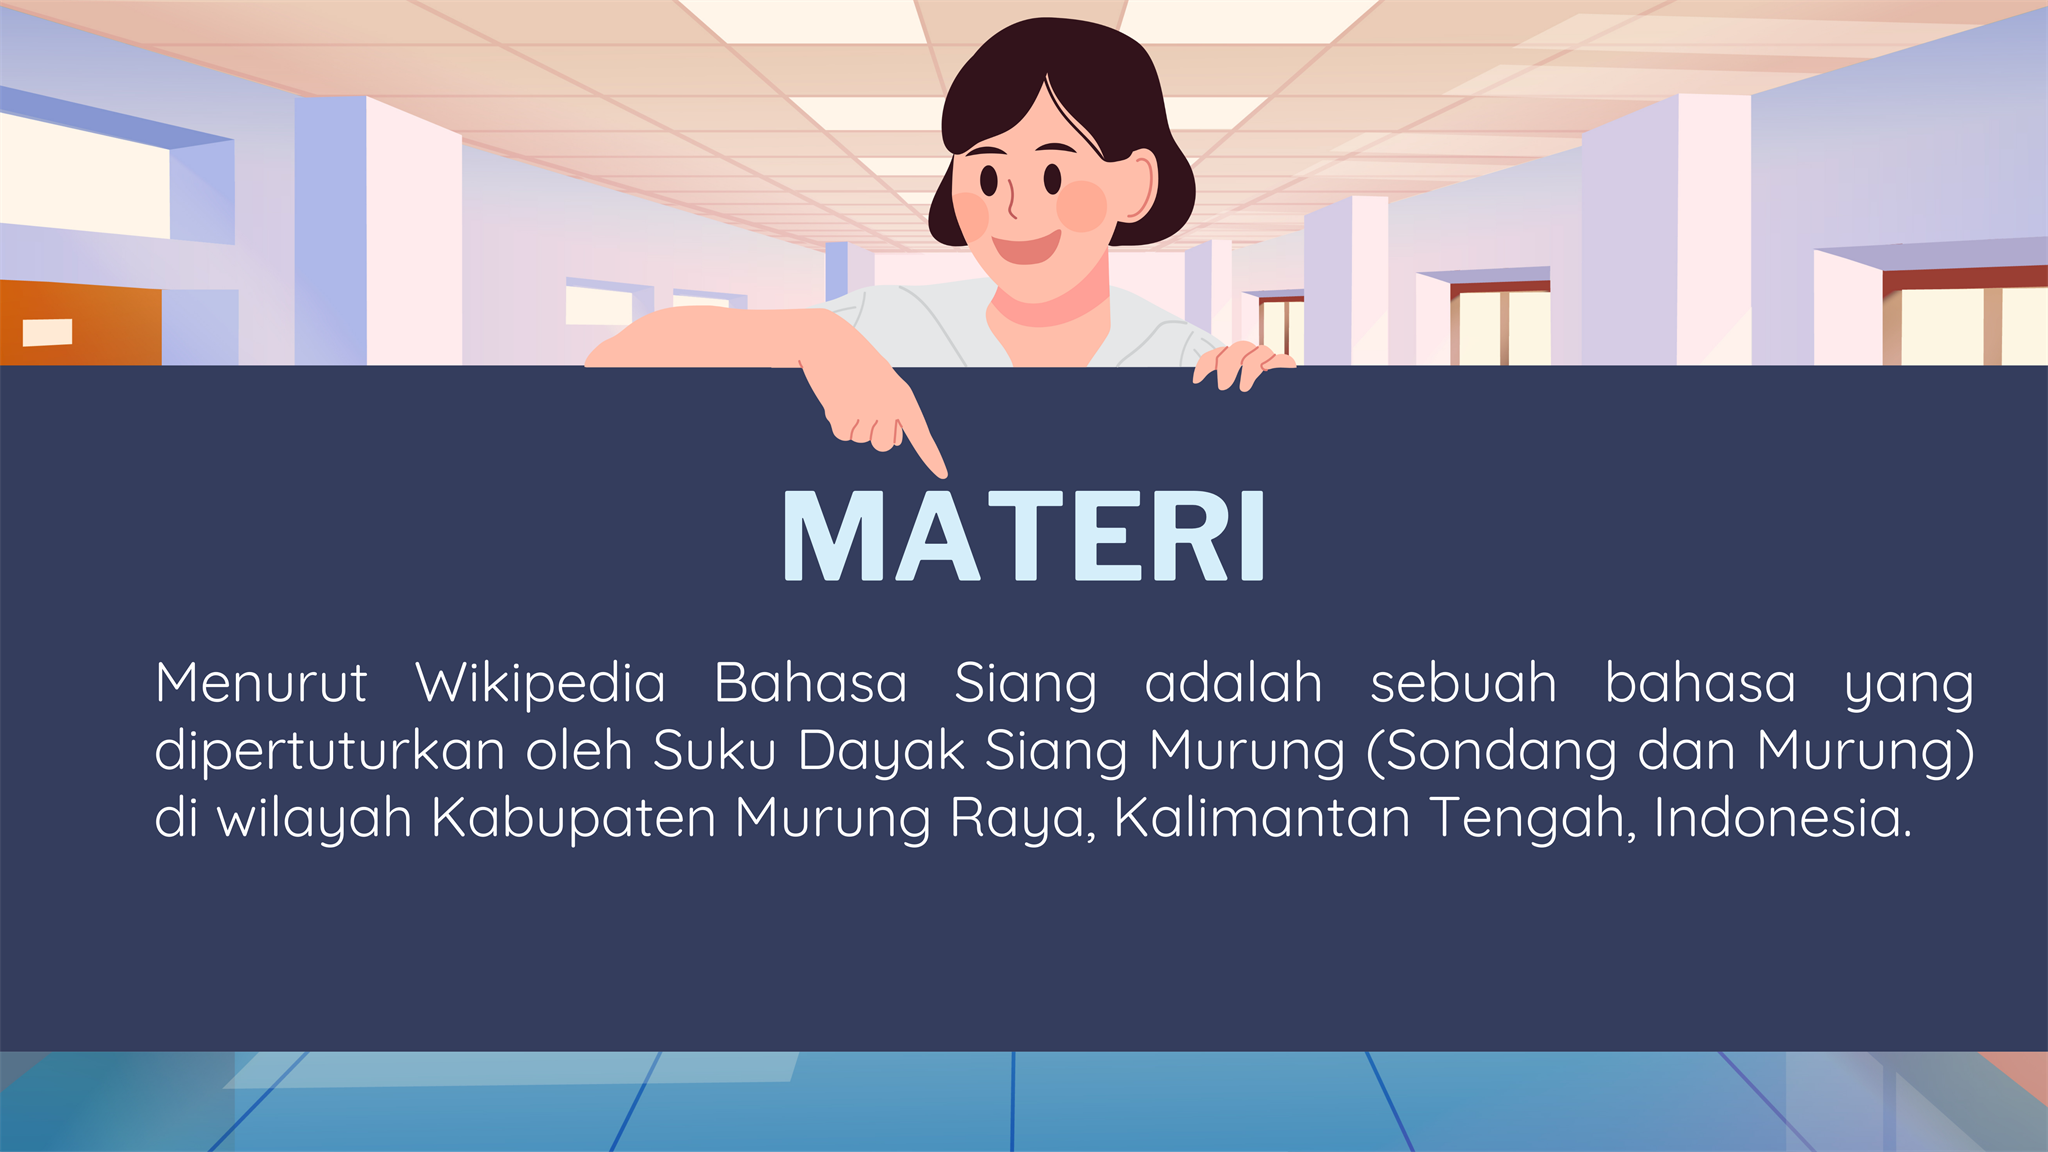 MATERI
Menurut Wikipedia Bahasa Siang adalah sebuah bahasa yang
dipertuturkan oleh Suku Dayak Siang Murung (Sondang dan Murung)
di wilayah Kabupaten Murung Raya, Kalimantan Tengah, Indonesia.